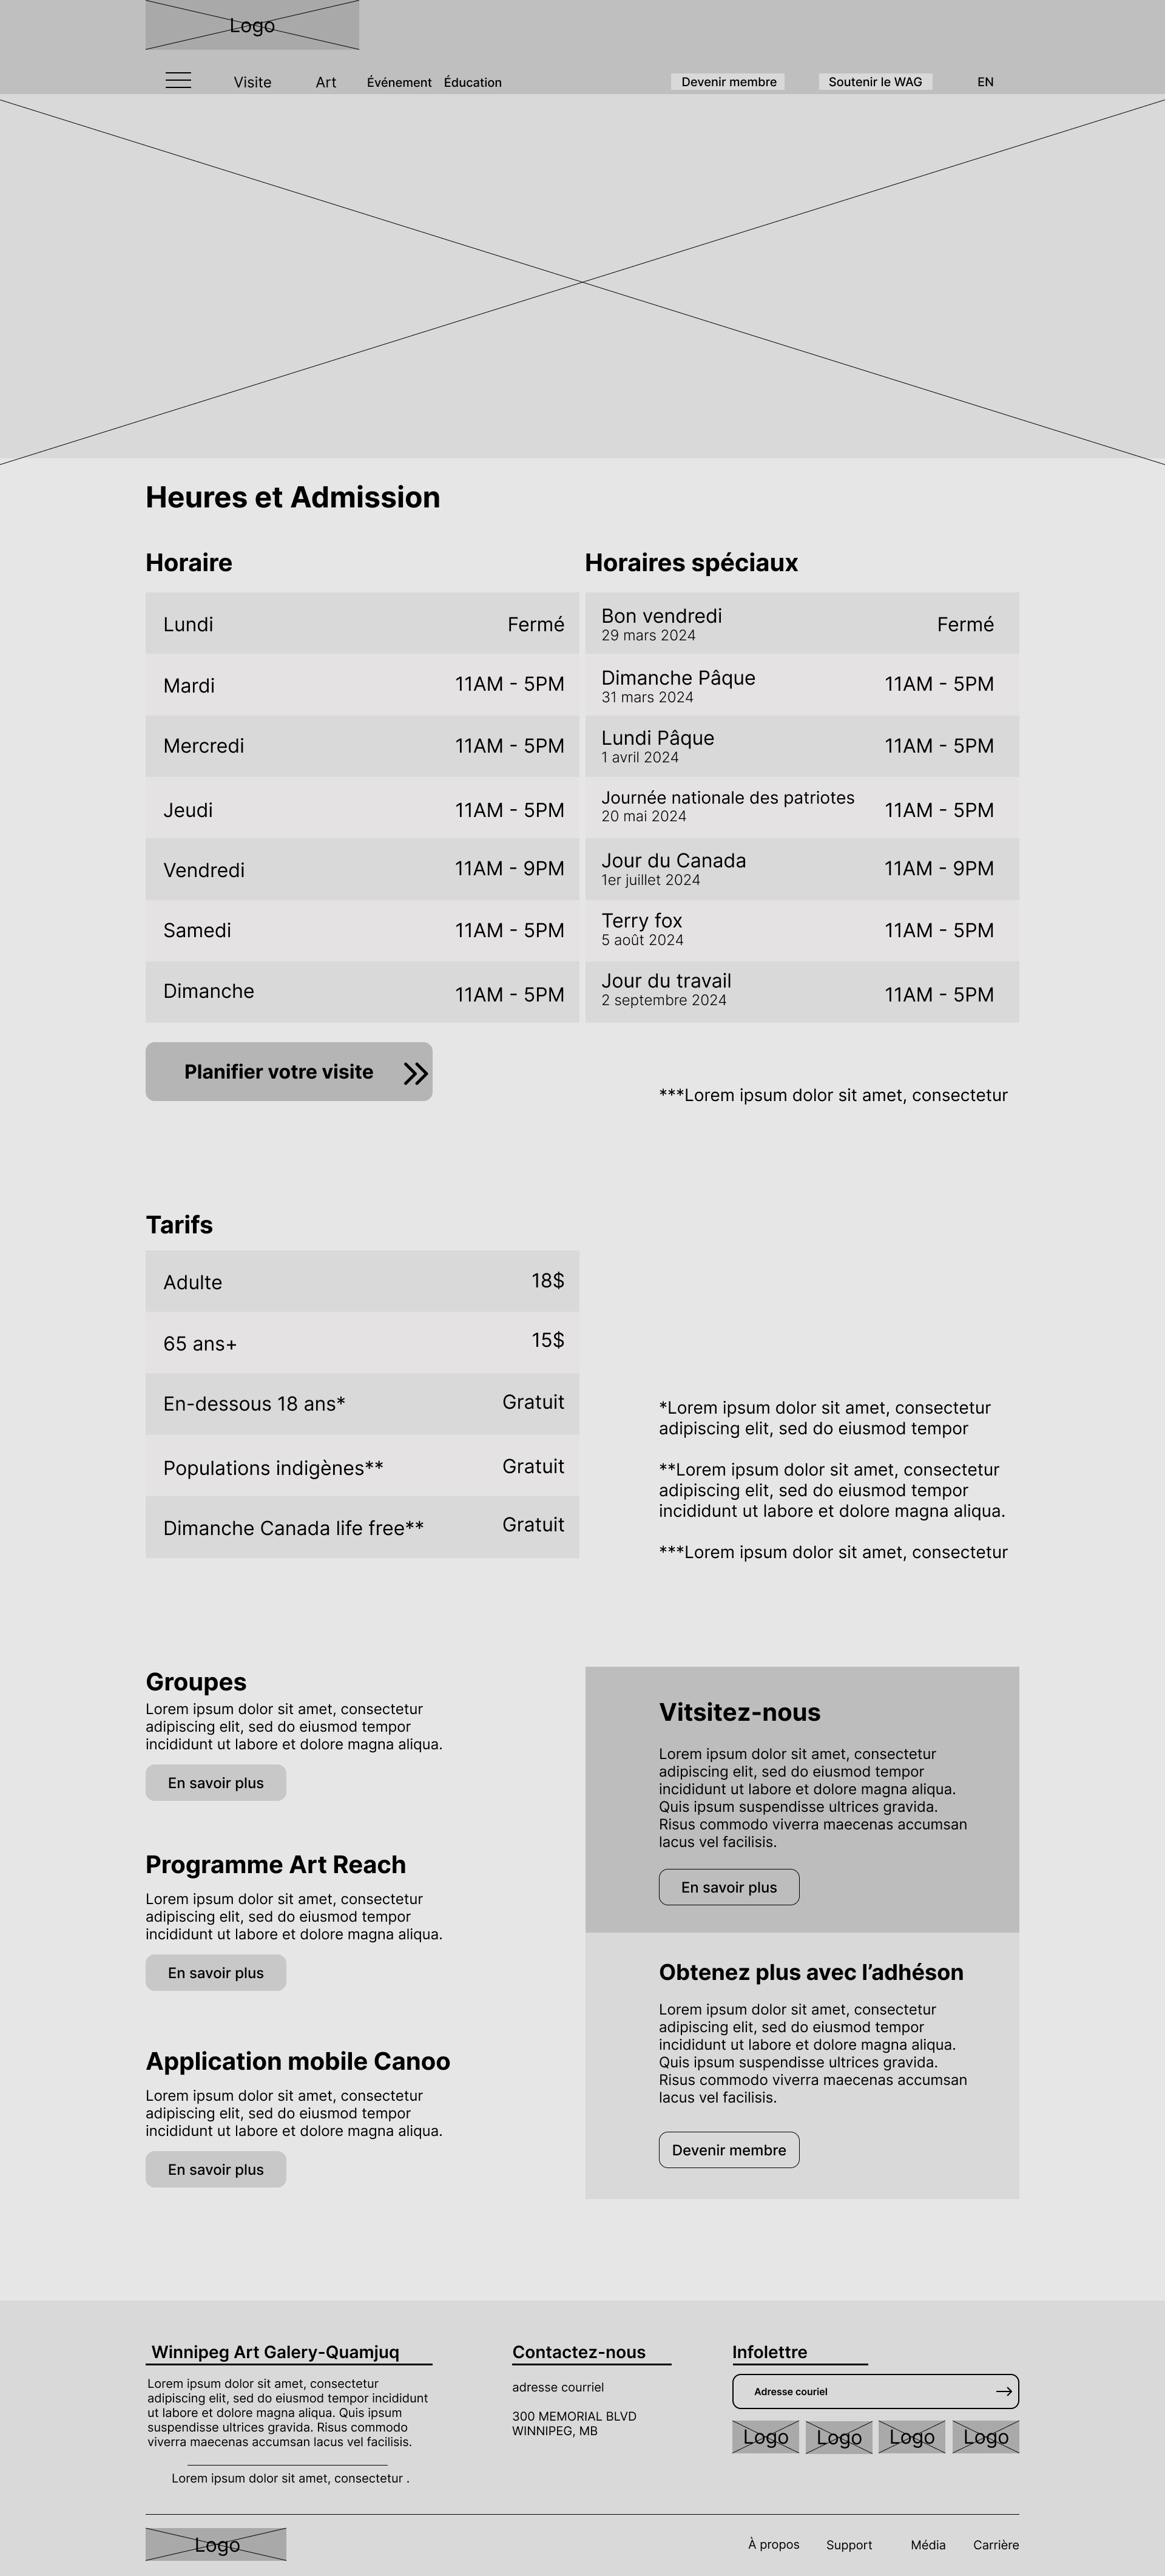 Logo
Visite
Art
Événement
Éducation
Devenir membre
Soutenir le WAG
EN
Heures et Admission
Horaire
Lundi Fermé
Mardi 11AM - 5PM
Mercredi 11AM - 5PM
Jeudi 11AM - 5PM
Vendredi 11AM - 9PM
Samedi 11AM - 5PM
Dimanche 11AM - 5PM
Horaires spéciaux
Bon vendredi
29 mars 2024
Fermé
Dimanche Pâque
31 mars 2024
11AM - 5PM
Lundi Pâque
1 avril 2024
11AM - 5PM
Journée nationale des patriotes
20 mai 2024
11AM - 5PM
Jour du Canada
1er juillet 2024
11AM - 9PM
Terry fox
5 août 2024
11AM - 5PM
Jour du travail
2 septembre 2024
11AM - 5PM
Planifier votre visite
***Lorem ipsum dolor sit amet, consectetur
Tarifs
Adulte 18$
65 ans+ 15$
En-dessous 18 ans* Gratuit
Populations indigènes** Gratuit
Dimanche Canada life free** Gratuit
*Lorem ipsum dolor sit amet, consectetur
adipiscing elit, sed do eiusmod tempor
**Lorem ipsum dolor sit amet, consectetur
adipiscing elit, sed do eiusmod tempor
incididunt ut labore et dolore magna aliqua.
***Lorem ipsum dolor sit amet, consectetur
Groupes
Lorem ipsum dolor sit amet, consectetur
adipiscing elit, sed do eiusmod tempor
incididunt ut labore et dolore magna aliqua.
En savoir plus
Programme Art Reach
Lorem ipsum dolor sit amet, consectetur
adipiscing elit, sed do eiusmod tempor
incididunt ut labore et dolore magna aliqua.
En savoir plus
Application mobile Canoo
Lorem ipsum dolor sit amet, consectetur
adipiscing elit, sed do eiusmod tempor
incididunt ut labore et dolore magna aliqua.
En savoir plus
Vitsitez-nous
Lorem ipsum dolor sit amet, consectetur
adipiscing elit, sed do eiusmod tempor
incididunt ut labore et dolore magna aliqua.
Quis ipsum suspendisse ultrices gravida.
Risus commodo viverra maecenas accumsan
lacus vel facilisis.
En savoir plus
Obtenez plus avec l’adhéson
Lorem ipsum dolor sit amet, consectetur
adipiscing elit, sed do eiusmod tempor
incididunt ut labore et dolore magna aliqua.
Quis ipsum suspendisse ultrices gravida.
Risus commodo viverra maecenas accumsan
lacus vel facilisis.
Devenir membre
Winnipeg Art Galery-Quamjuq
Lorem ipsum dolor sit amet, consectetur
adipiscing elit, sed do eiusmod tempor incididunt
ut labore et dolore magna aliqua. Quis ipsum
suspendisse ultrices gravida. Risus commodo
viverra maecenas accumsan lacus vel facilisis.
Lorem ipsum dolor sit amet, consectetur .
Contactez-nous
adresse courriel
300 MEMORIAL BLVD
WINNIPEG, MB
Infolettre
Adresse couriel
Logo
Logo
Logo
Logo
Logo
À propos
Support
Média
Carrière